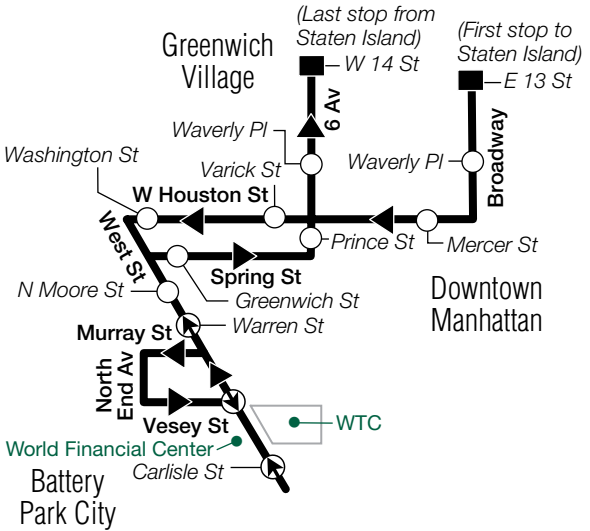 (Last stop from
Staten Island)
W 14 St
(First stop to
Staten Island)
E 13 St
Greenwich
Village
6 Av
Broadway
Waverly Pl
Waverly Pl
Washington St
Varick St
W Houston St
Prince St
Mercer St
West St
Spring St
Greenwich St
N Moore St
Downtown
Manhattan
Warren St
Murray St
North
End Av
Vesey St
WTC
World Financial Center
Carlisle St
Battery
Park City